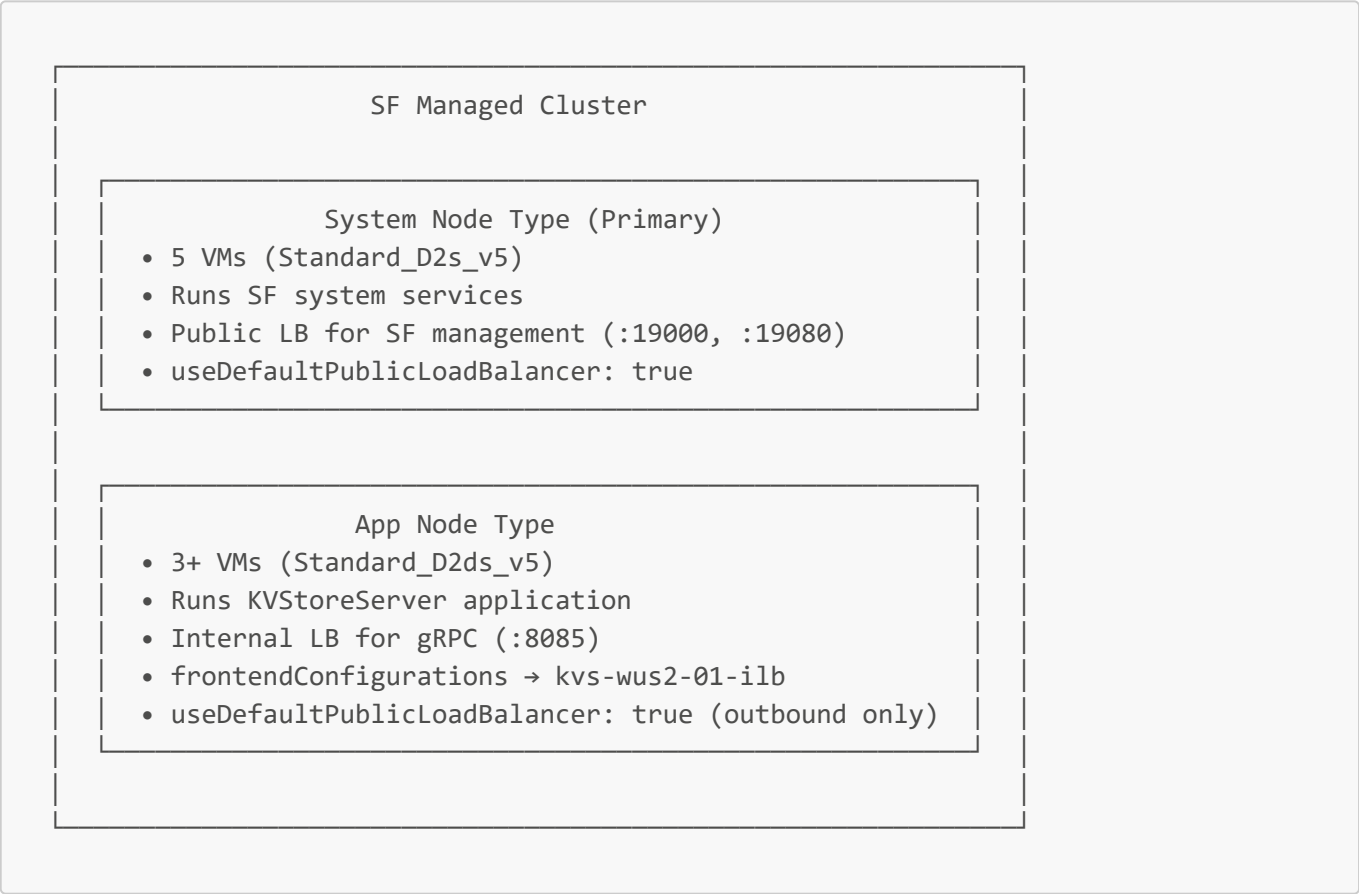 SF Managed Cluster
System Node Type (Primary)
• 5 VMs (Standard_D2s_v5)
• Runs SF system services
• Public LB for SF management (:19000, :19080)
• useDefaultPublicLoadBalancer: true
App Node Type
• 3+ VMs (Standard_D2ds_v5)
• Runs KVStoreServer application
• Internal LB for gRPC (:8085)
• frontendConfigurations → kvs-wus2-01-ilb
• useDefaultPublicLoadBalancer: true (outbound only)